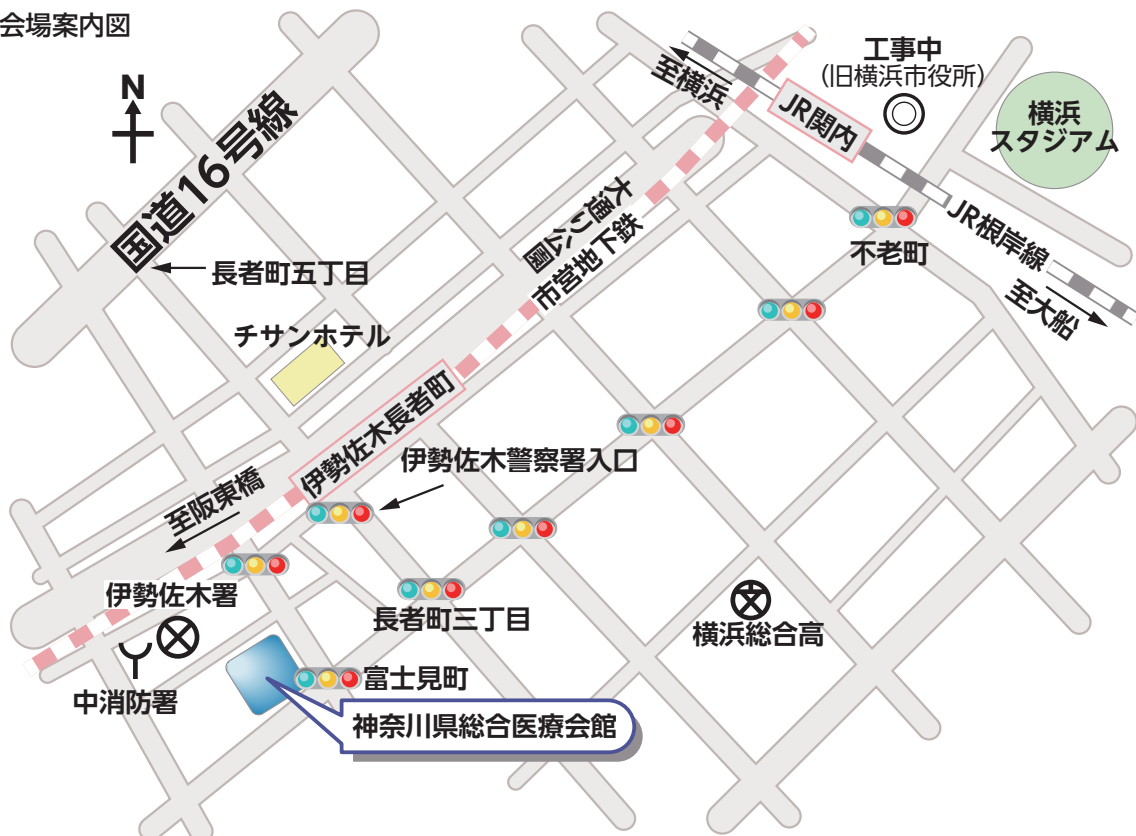 会場案内図
N
国道16号線
長者町五丁目
チサンホテル
大通り公園
市営地下鉄
至横浜
工事中
(旧横浜市役所)
JR関内
横浜
スタジアム
JR根岸線
至大船
不老町
伊勢佐木長者町
伊勢佐木警察署入口
至阪東橋
伊勢佐木署
長者町三丁目
横浜総合高
中消防署
富士見町
神奈川県総合医療会館